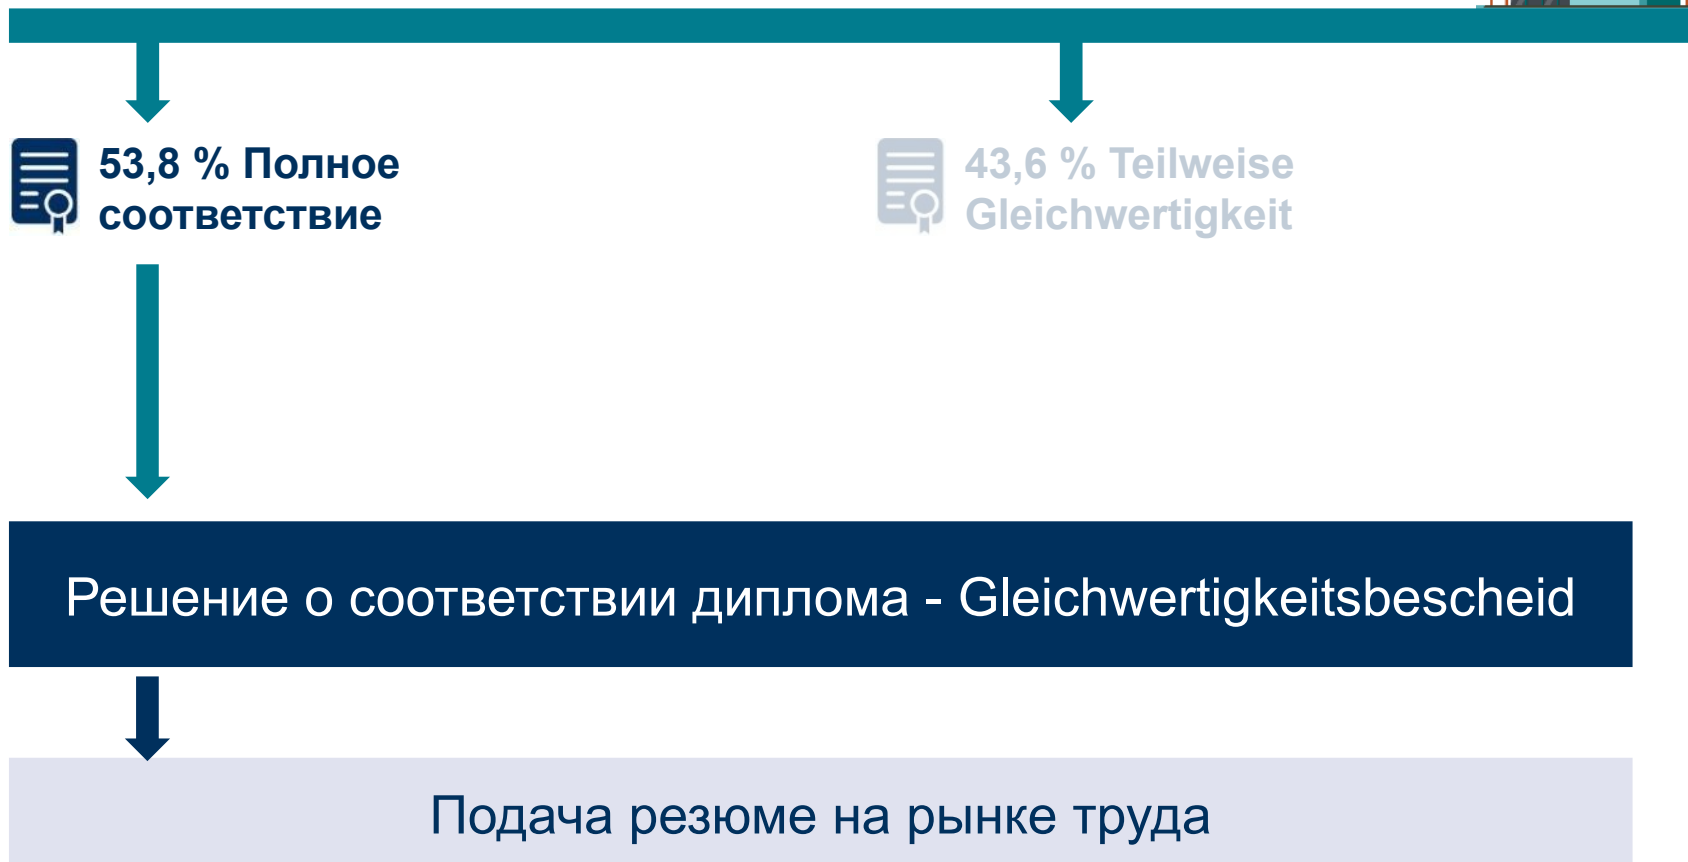 53,8 % Полное
соответствие
43,6 % Teilweise
Gleichwertigkeit
Решение о соответствии диплома - Gleichwertigkeitsbescheid
Подача резюме на рынке труда